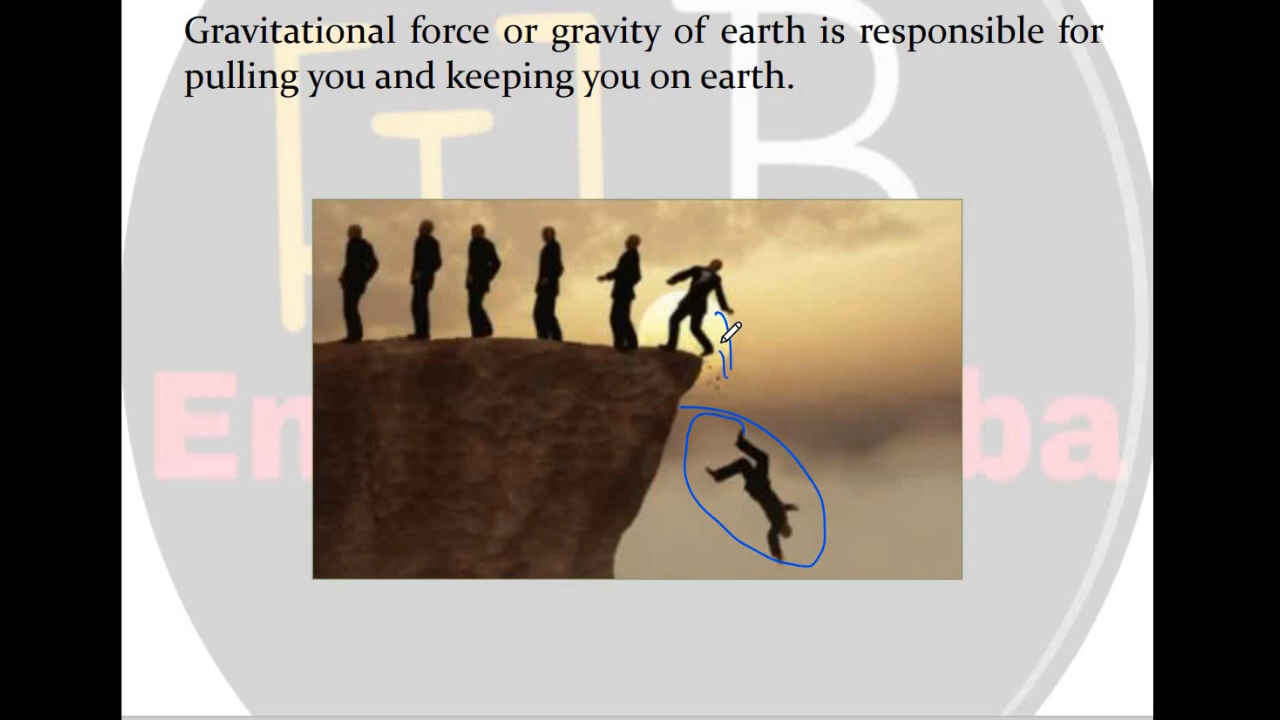 Gravitational force or gravity of earth is responsible for
pulling you and keeping you on earth.